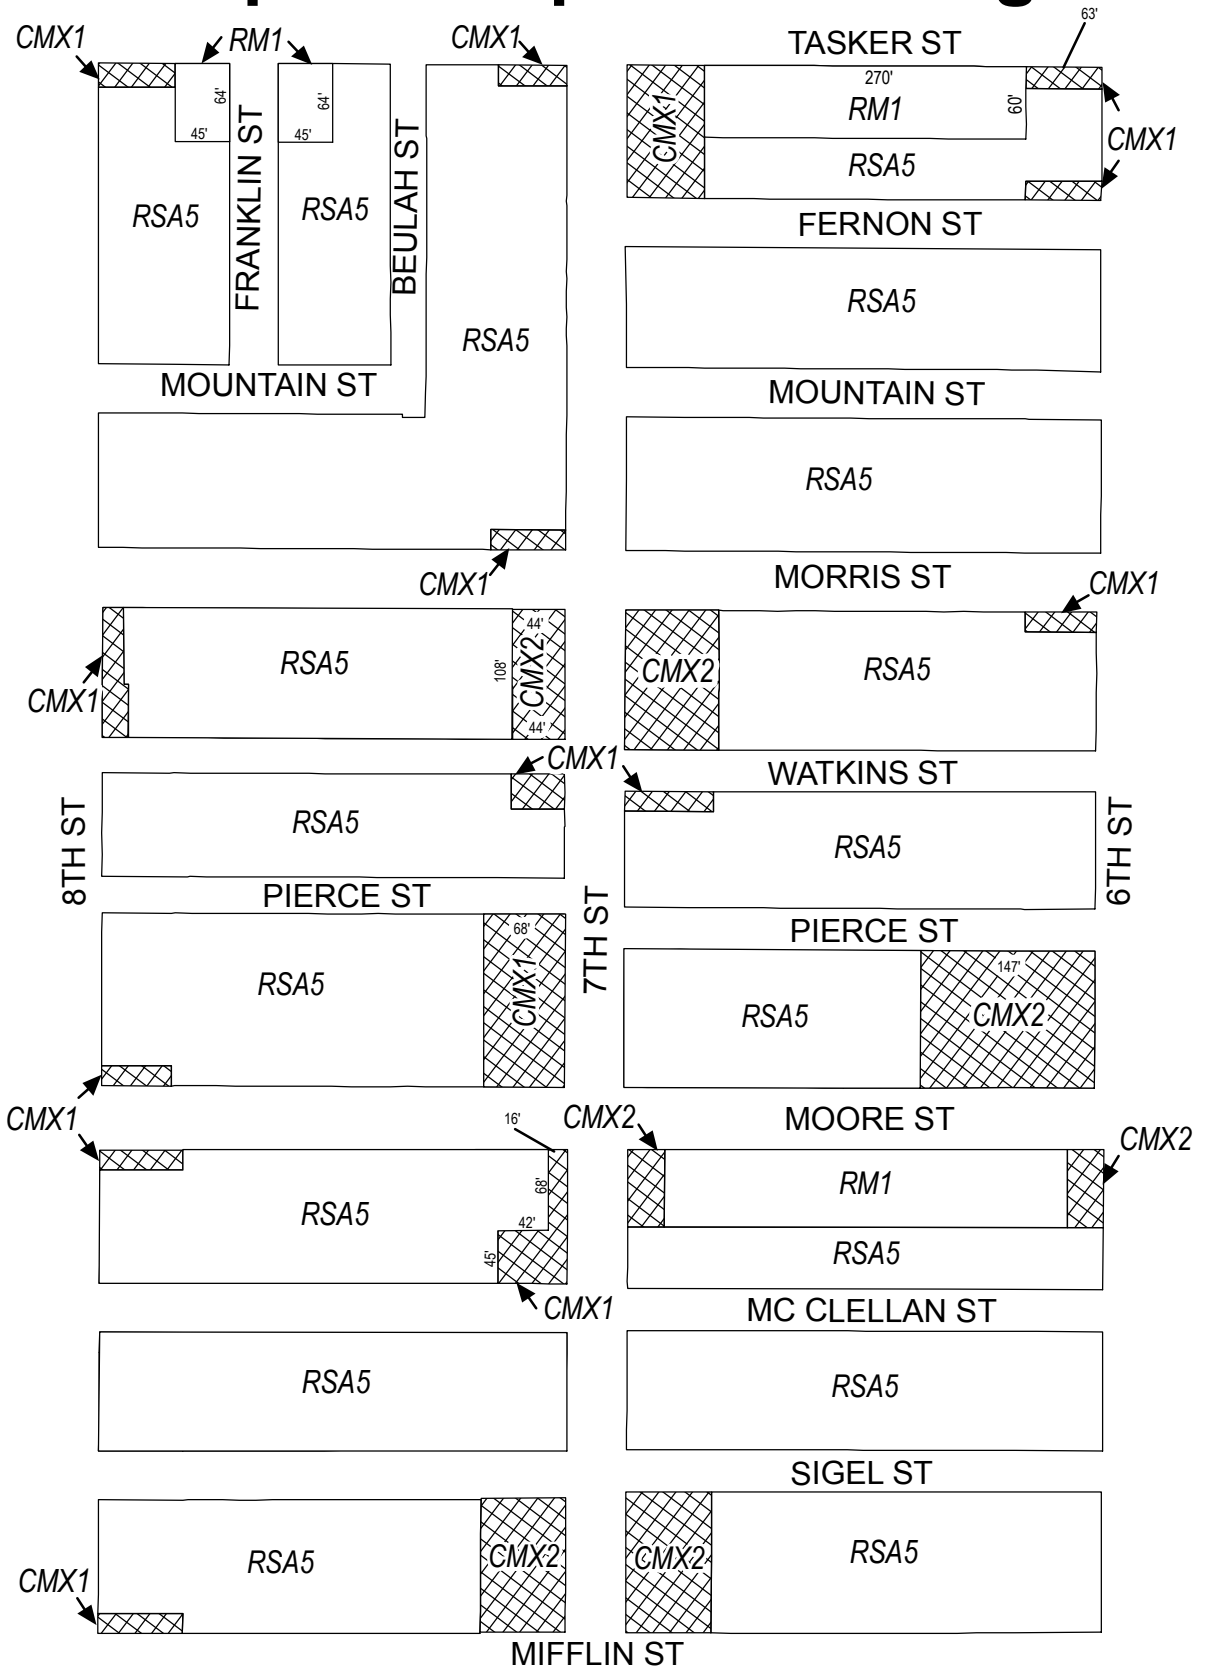 CMX1
RM1
CMX1
63'
TASKER ST
270'
RM1
60'
CMX1
CMX1
64'
45'
64'
45'
RSA5
FRANKLIN ST
RSA5
BEULAH ST
RSA5
RSA5
FERNON ST
RSA5
MOUNTAIN ST
MOUNTAIN ST
RSA5
CMX1
MORRIS ST
CMX1
RSA5
108'
44'
CMX2
44'
CMX1
CMX2
RSA5
CMX1
WATKINS ST
8TH ST
RSA5
RSA5
6TH ST
PIERCE ST
7TH ST
PIERCE ST
RSA5
68'
CMX1
RSA5
147'
CMX2
CMX1
16'
CMX2
MOORE ST
CMX2
RSA5
68'
42'
45'
CMX1
RM1
RSA5
MC CLELLAN ST
RSA5
RSA5
SIGEL ST
CMX1
RSA5
CMX2
CMX2
RSA5
MIFFLIN ST